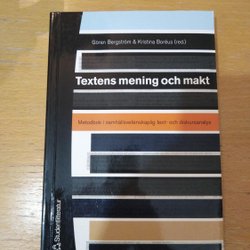 Göran Bergström & Kristina Boréus (red.)
Textens mening och makt
Metodbok i samhällsvetenskaplig text- och diskursanalys
Studentlitteratur